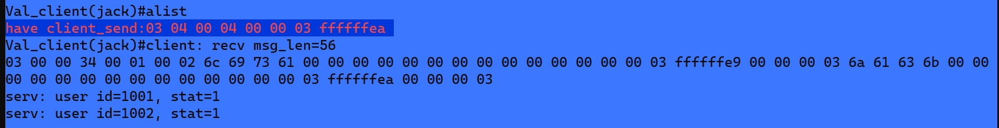 Val_client(jack)#alist
have client_send:03 04 00 04 00 00 03 ffffffea
Val_client(jack)#client: recv msg_len=56
03 00 00 34 00 01 00 02 6c 69 73 61 00 00 00 00 00 00 00 00 00 00 00 00 00 00 03 ffffffe9 00 00 00 03 6a 61 63 6b 00 00
00 00 00 00 00 00 00 00 00 00 00 00 03 ffffffea 00 00 00 03
serv: user id=1001, stat=1
serv: user id=1002, stat=1